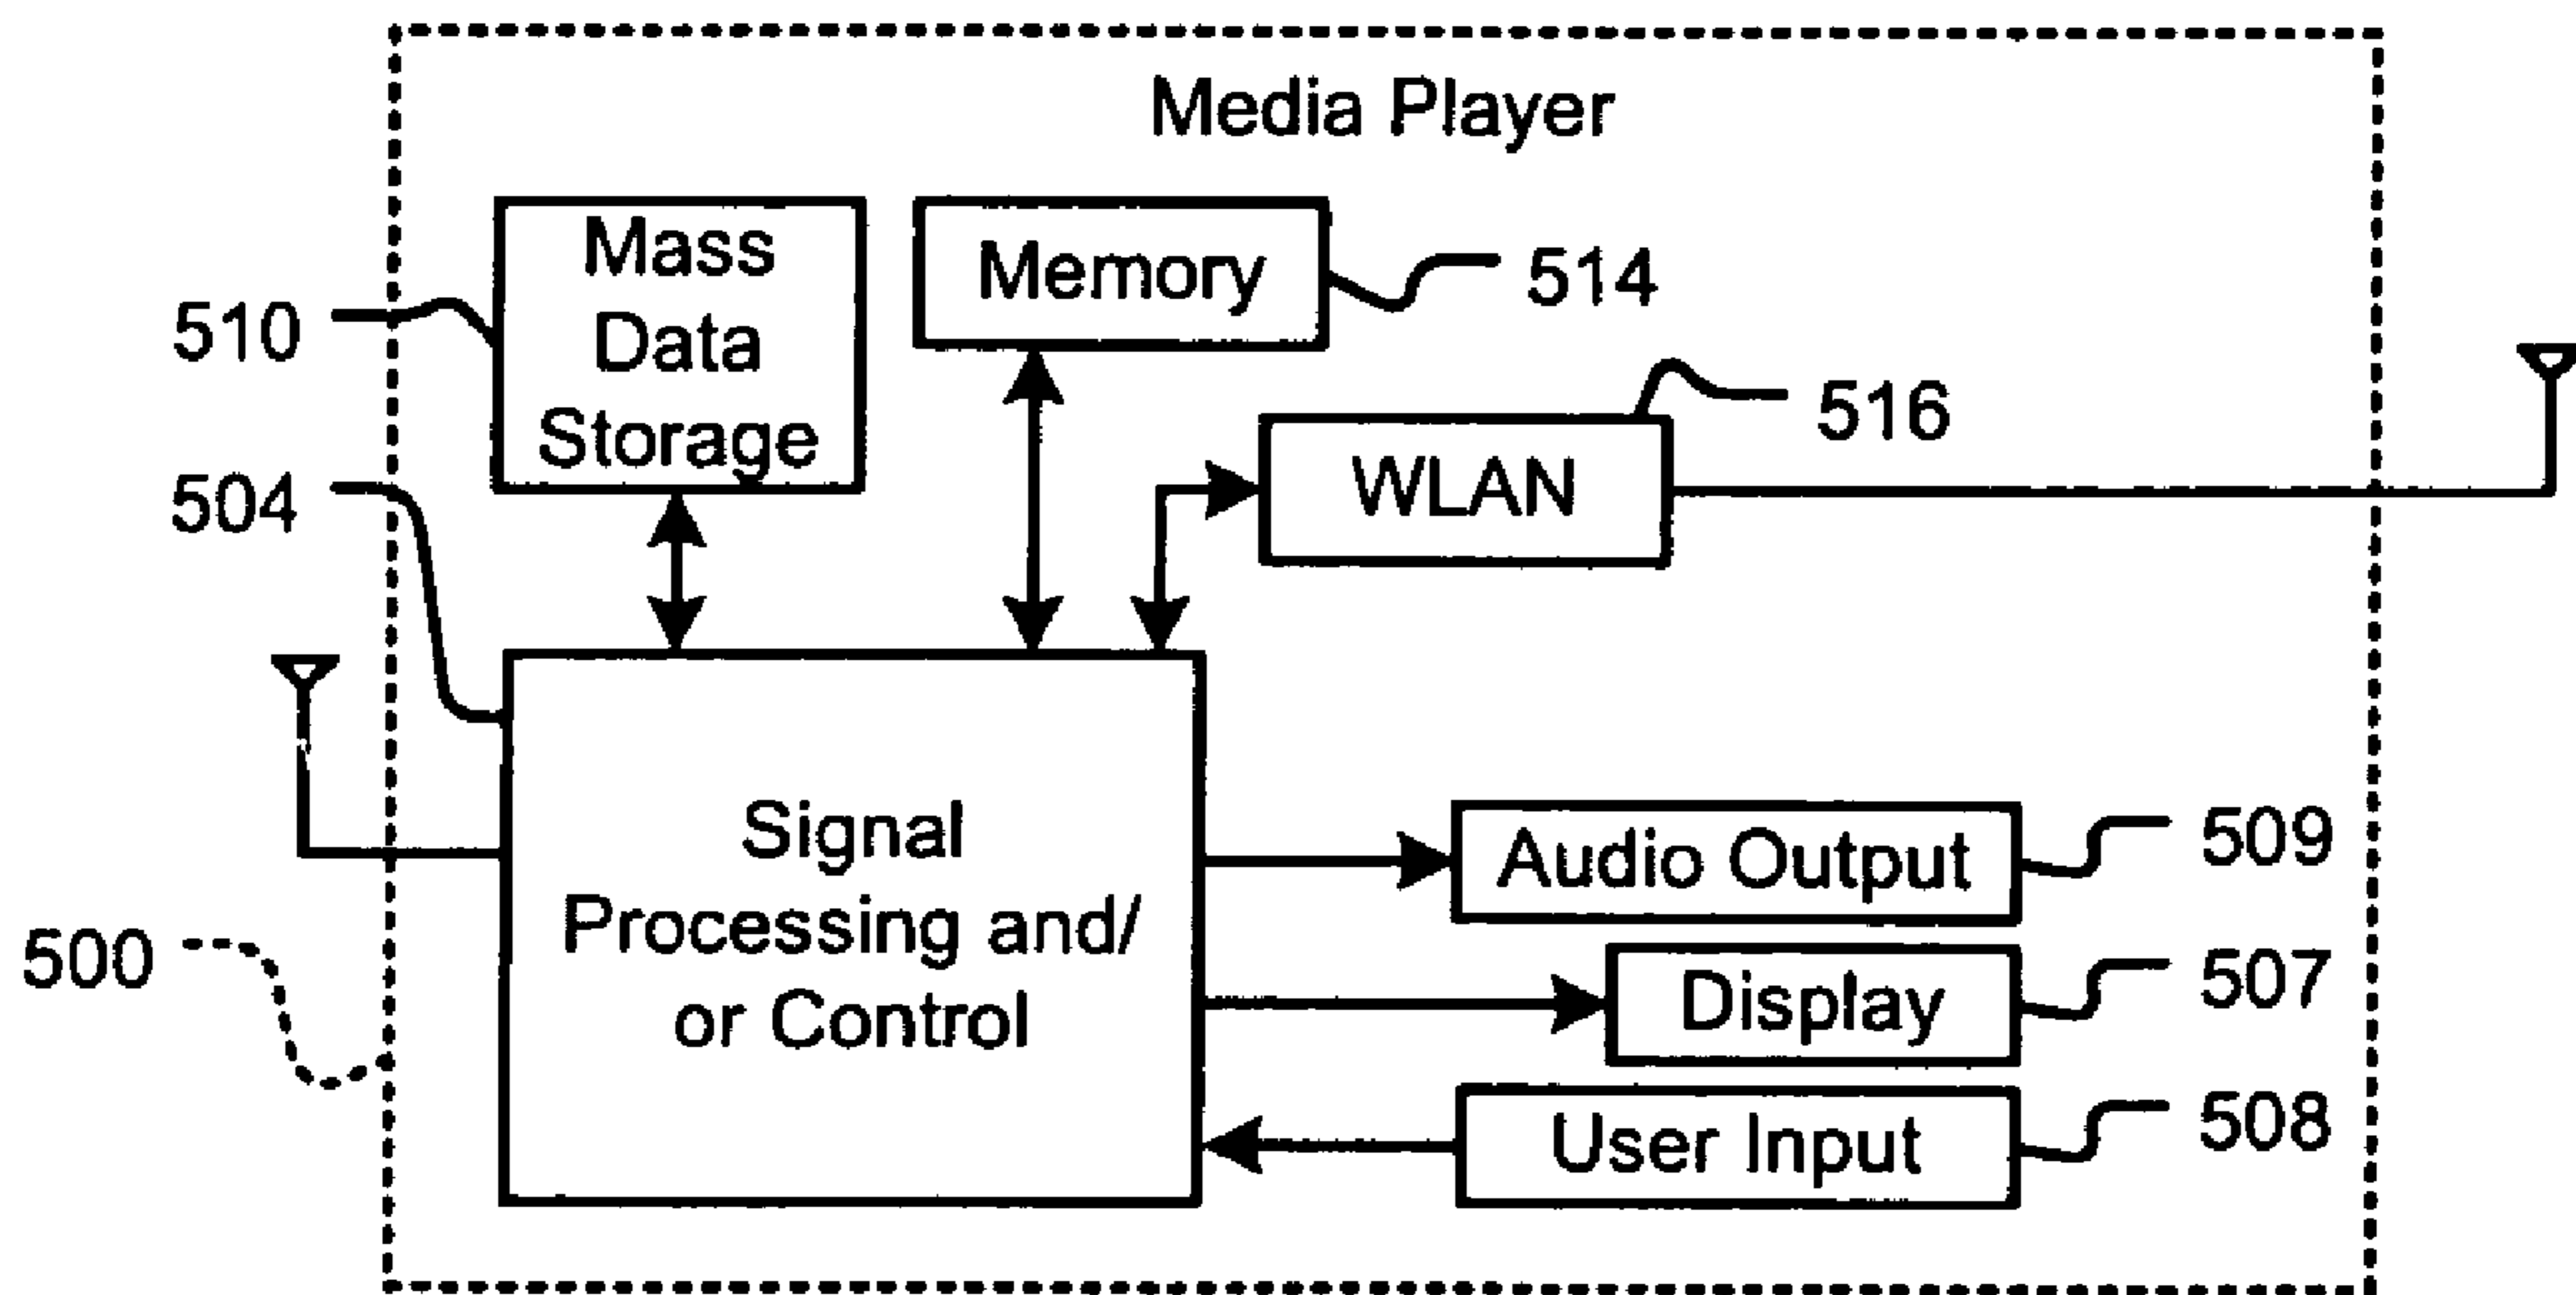 Media Player
Mass
Data
Storage
Memory
514
510
516
WLAN
504
Signal
Processing and/
or Control
Audio Output
509
500
Display
507
User Input
508